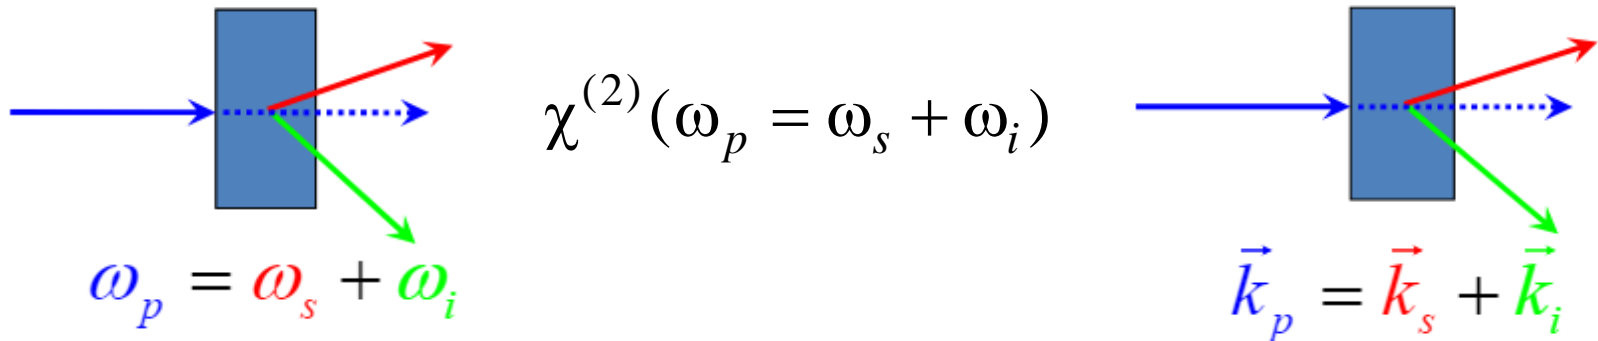 χ⁽²⁾(ω_p = ω_s + ω_i)
ω_p = ω_s + ω_i
k⃗_p = k⃗_s + k⃗_i